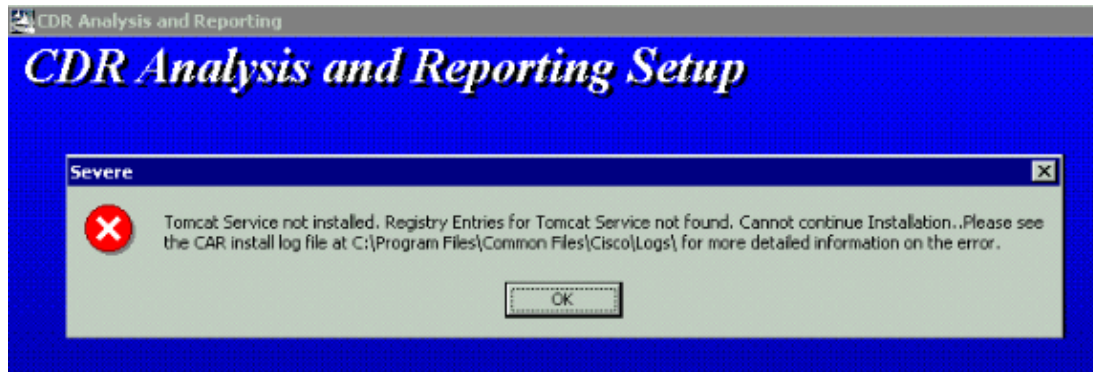 CDR Analysis and Reporting
CDR Analysis and Reporting Setup
Severe
Tomcat Service not installed. Registry Entries for Tomcat Service not found. Cannot continue Installation..Please see
the CAR install log file at C:\Program Files\Common Files\Cisco\Logs\ for more detailed information on the error.
OK